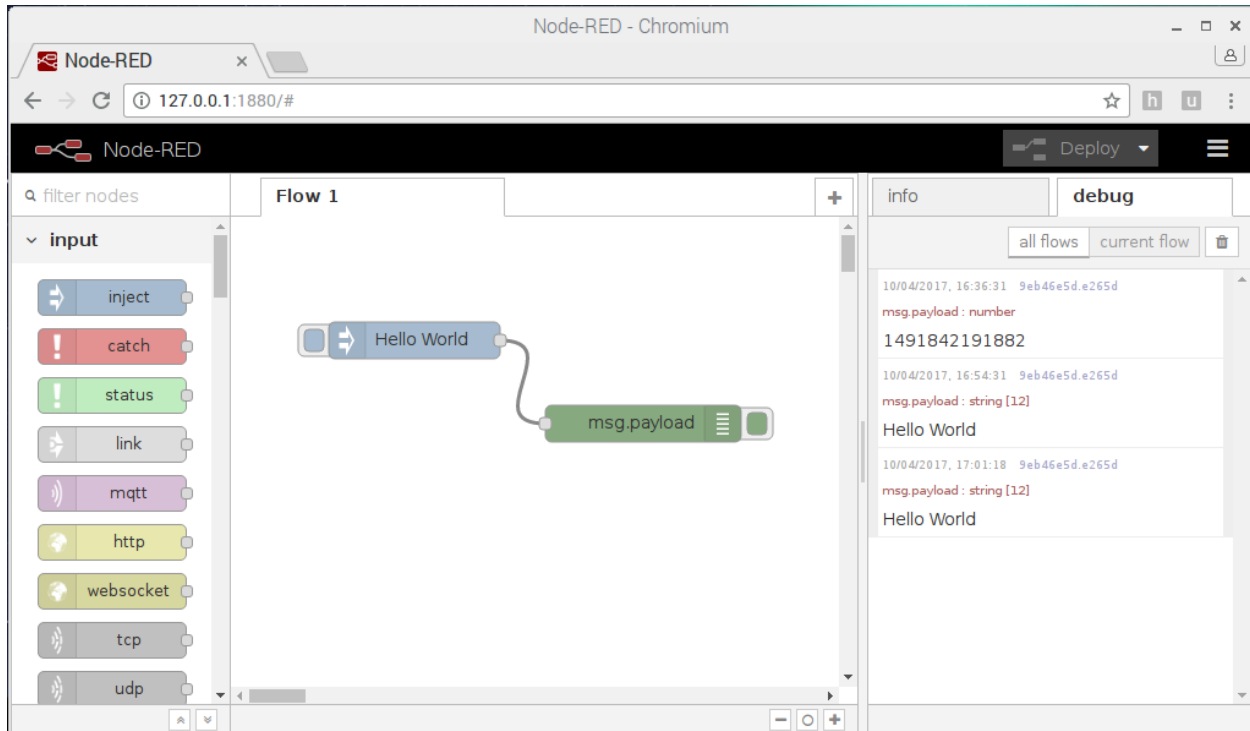 Node-RED - Chromium
Node-RED
127.0.0.1:1880/#
h u
Node-RED
Deploy
filter nodes
Flow 1
info
debug
input
all flows
current flow
inject
catch
status
link
mqtt
http
websocket
tcp
udp
Hello World
msg.payload
10/04/2017, 16:36:31 9eb46e5d.e265d
msg.payload : number
1491842191882
10/04/2017, 16:54:31 9eb46e5d.e265d
msg.payload : string [12]
Hello World
10/04/2017, 17:01:18 9eb46e5d.e265d
msg.payload : string [12]
Hello World